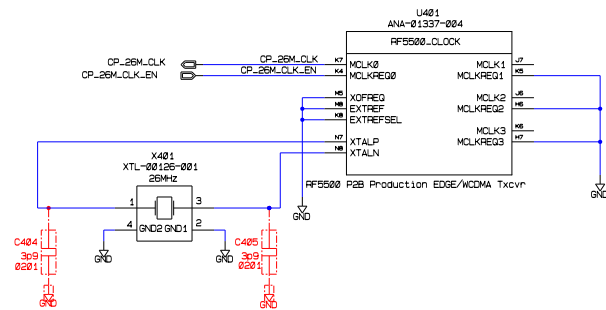 U401
ANA-01337-004
RF5500_CLOCK
CP_26M_CLK CP_26M_CLK K7 MCLK0 MCLK1 J7
CP_26M_CLK_EN CP_26M_CLK_EN K4 MCLKREQ0 MCLKREQ1 K5
M5 XOFREQ MCLK2 J6
M8 EXTREF MCLKREQ2 H6
K8 EXTREFSEL
MCLK3 K6
N7 XTALP MCLKREQ3 H7
N8 XTALN
X401
XTL-00126-001
26MHz
RF5500 P2B Production EDGE/WCDMA Txcvr
GND
GND
1 3
4 GND2 GND1 2
C404
3p9
0201
C405
3p9
0201
GND
GND
GND
GND